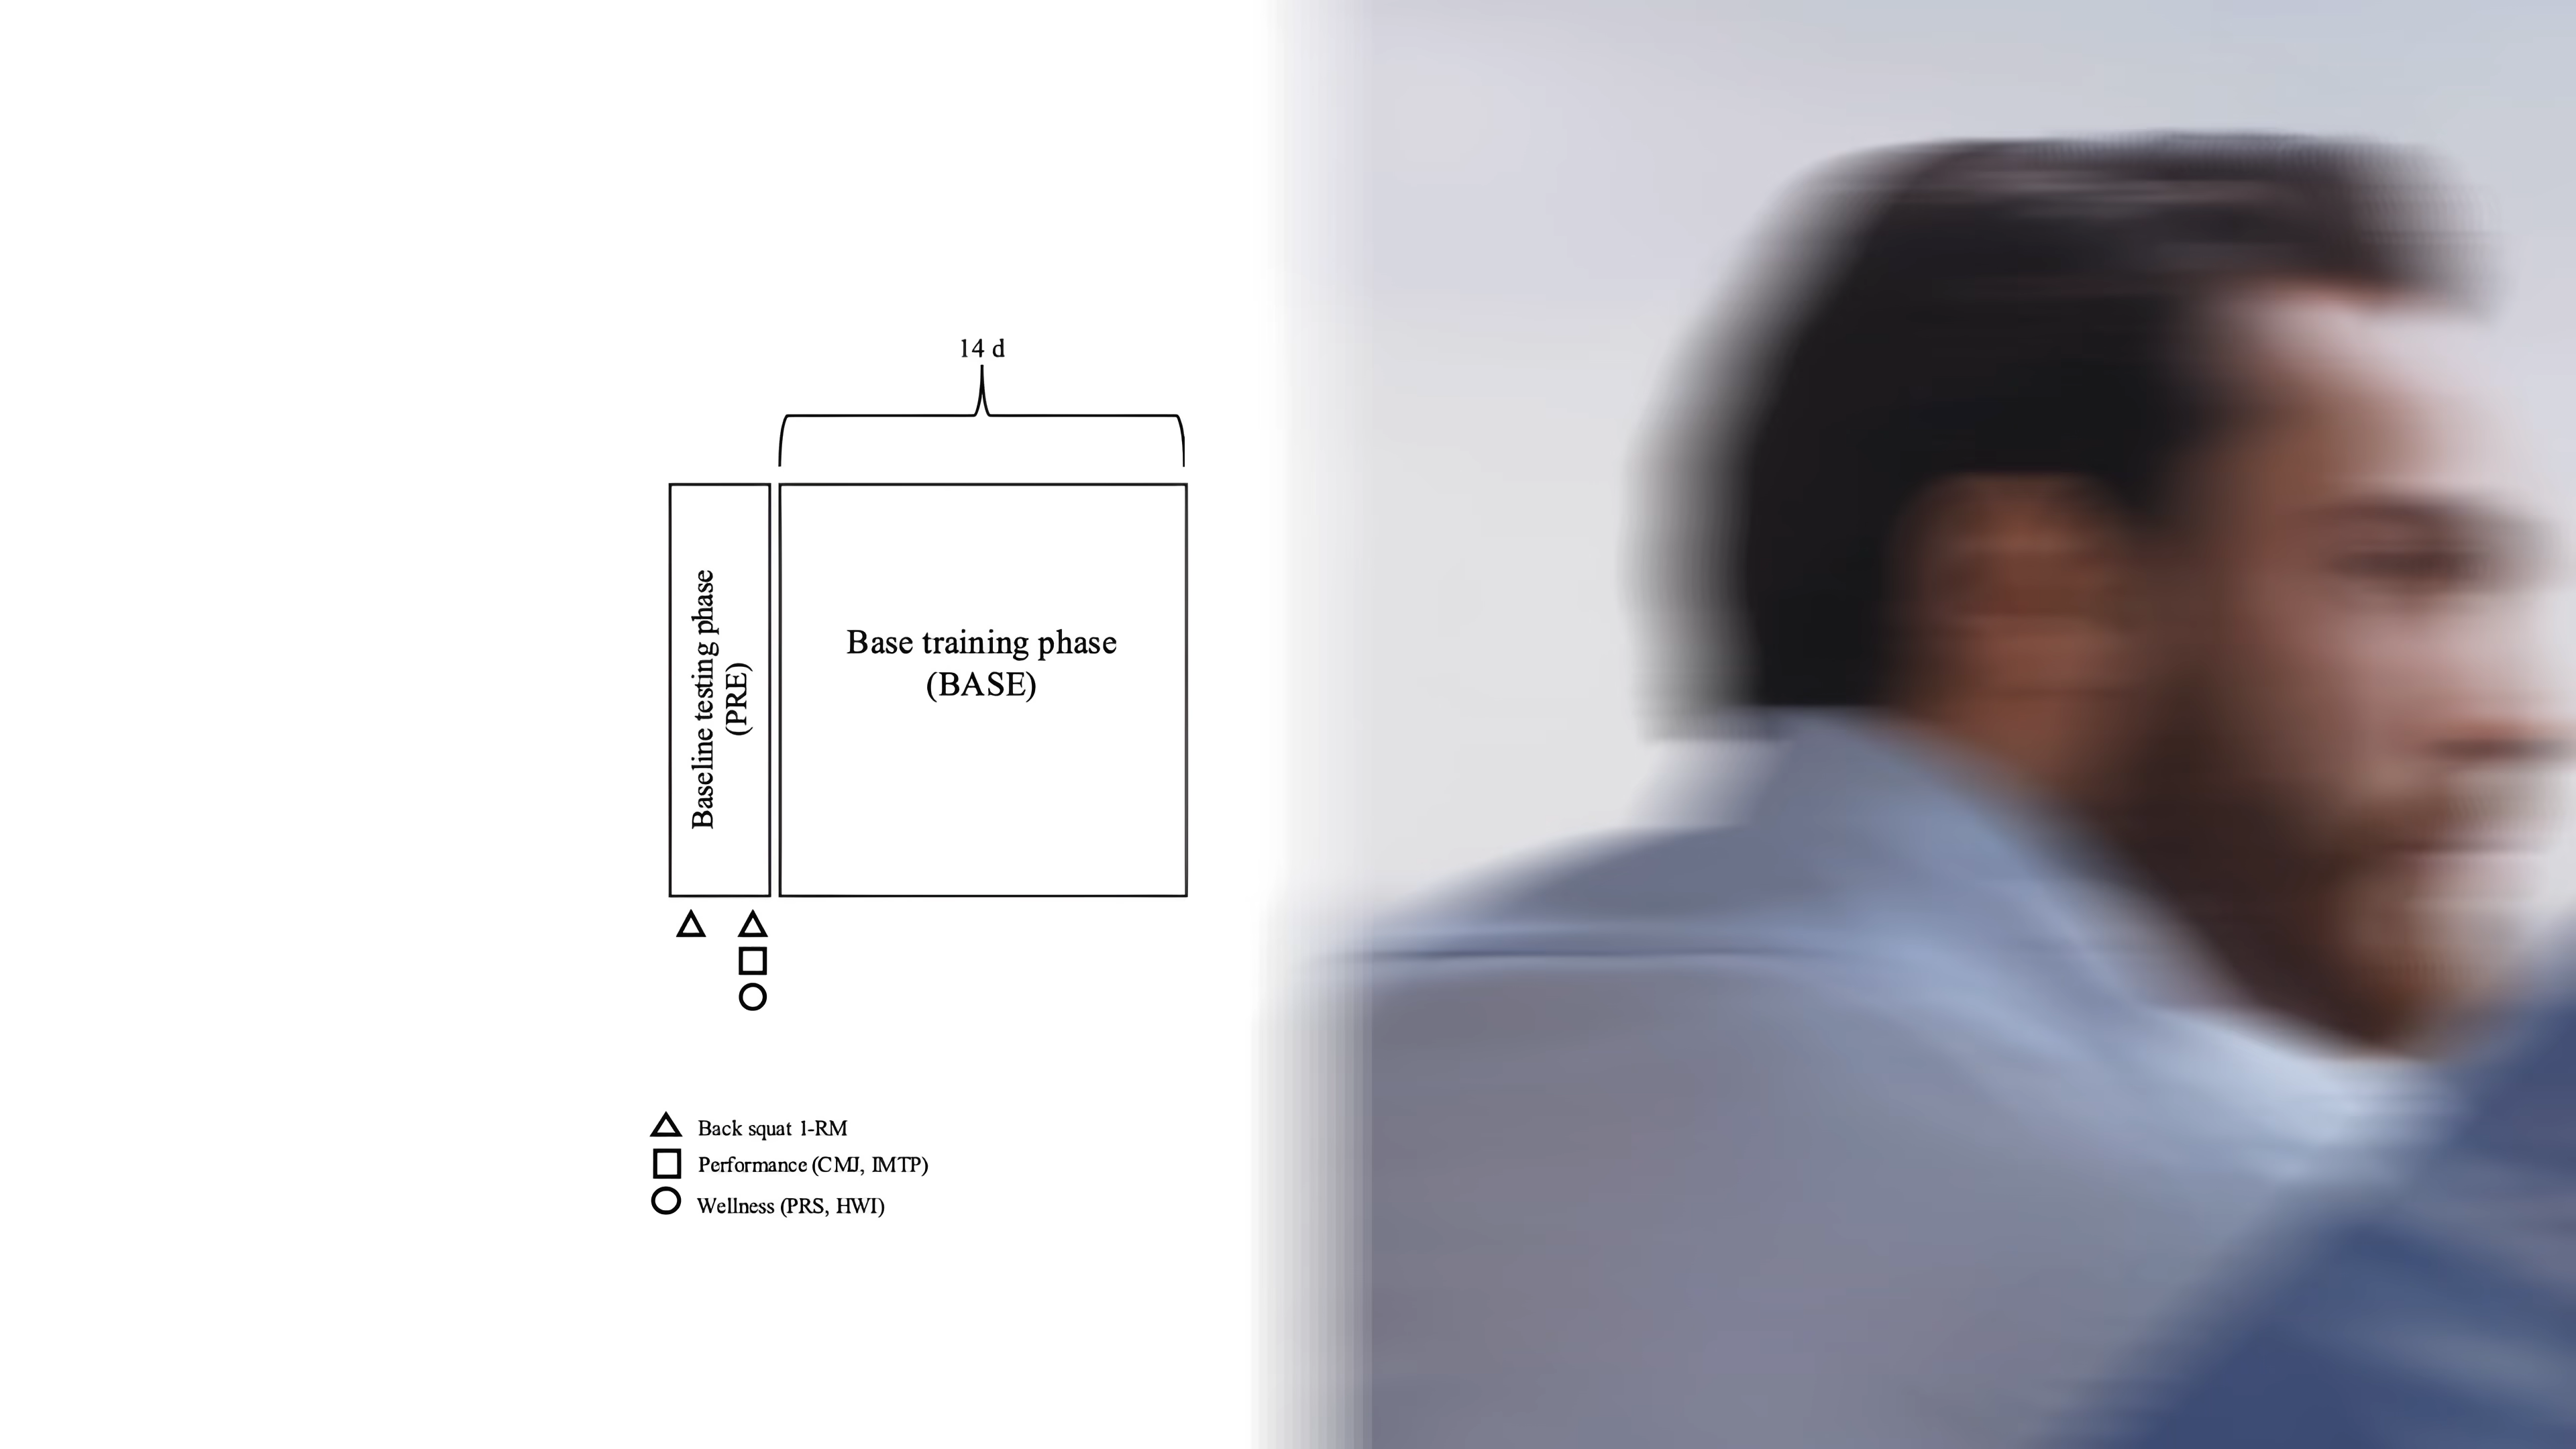 14 d
Baseline testing phase
(PRE)
Base training phase
(BASE)
Back squat 1-RM
Performance (CMJ, IMTP)
Wellness (PRS, HWI)